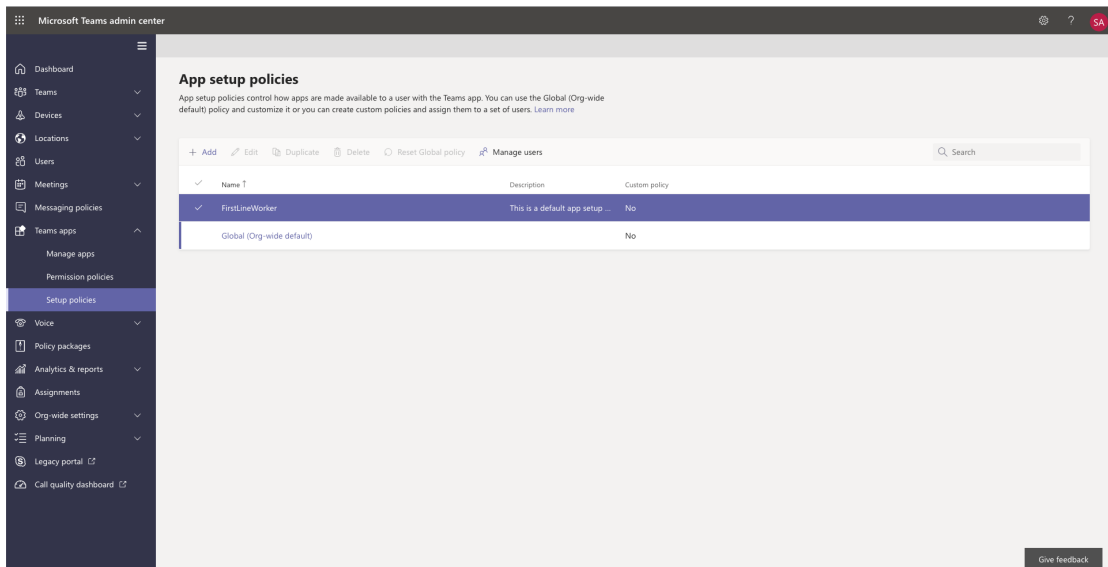 Microsoft Teams admin center
?
SA
Dashboard
Teams
Devices
Locations
Users
Meetings
Messaging policies
Teams apps
Manage apps
Permission policies
Setup policies
Voice
Policy packages
Analytics & reports
Assignments
Org-wide settings
Planning
Legacy portal
Call quality dashboard
App setup policies
App setup policies control how apps are made available to a user with the Teams app. You can use the Global (Org-wide
default) policy and customize it or you can create custom policies and assign them to a set of users. Learn more
+ Add Edit Duplicate Delete Reset Global policy Manage users Search
Name ↑ Description Custom policy
FirstLineWorker This is a default app setup ... No
Global (Org-wide default) No
Give feedback